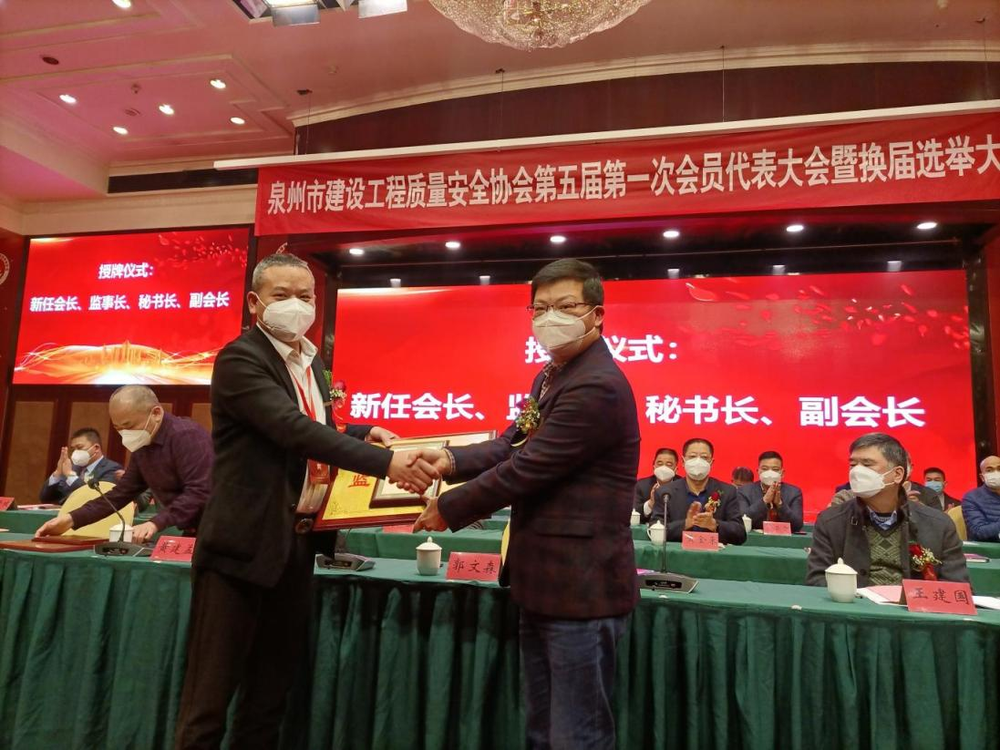 泉州市建设工程质量安全协会第五届第一次会员代表大会暨换届选举大
授牌仪式：
新任会长、监事长、秘书长、副会长
授 仪式：
新任会长、监 秘书长、副会长
监
郭文森
王建国